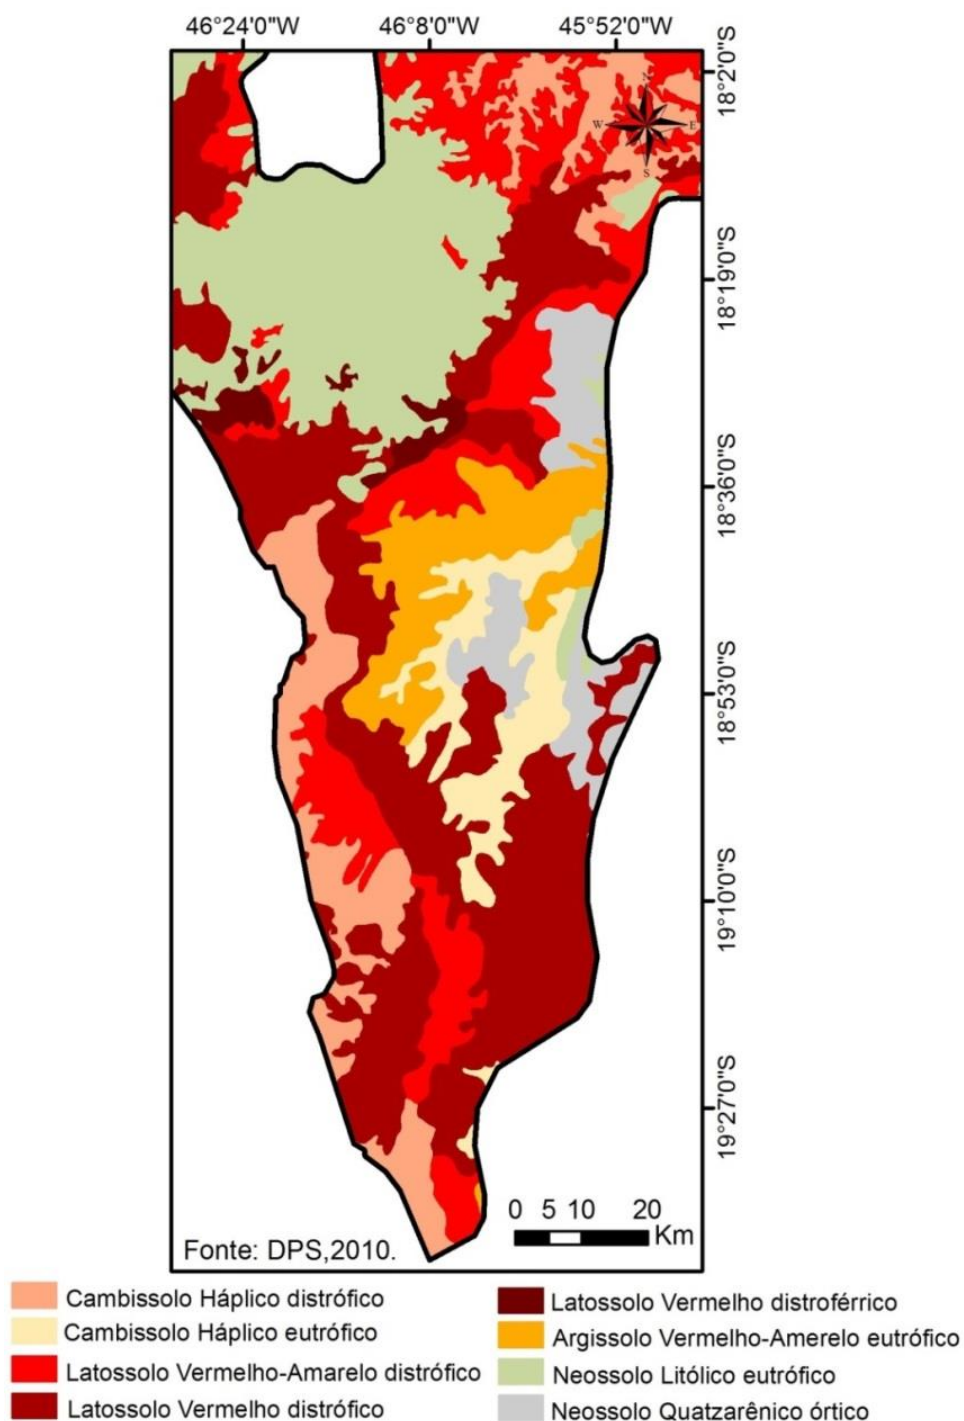 46°24'0"W 46°8'0"W 45°52'0"W
18°2'0"S
N
W E
S
18°19'0"S
18°36'0"S
18°53'0"S
19°10'0"S
19°27'0"S
0 5 10 20
Km
Fonte: DPS,2010.
Cambissolo Háplico distrófico
Cambissolo Háplico eutrófico
Latossolo Vermelho-Amarelo distrófico
Latossolo Vermelho distrófico
Latossolo Vermelho distroférrico
Argissolo Vermelho-Amerelo eutrófico
Neossolo Litólico eutrófico
Neossolo Quatzarênico órtico